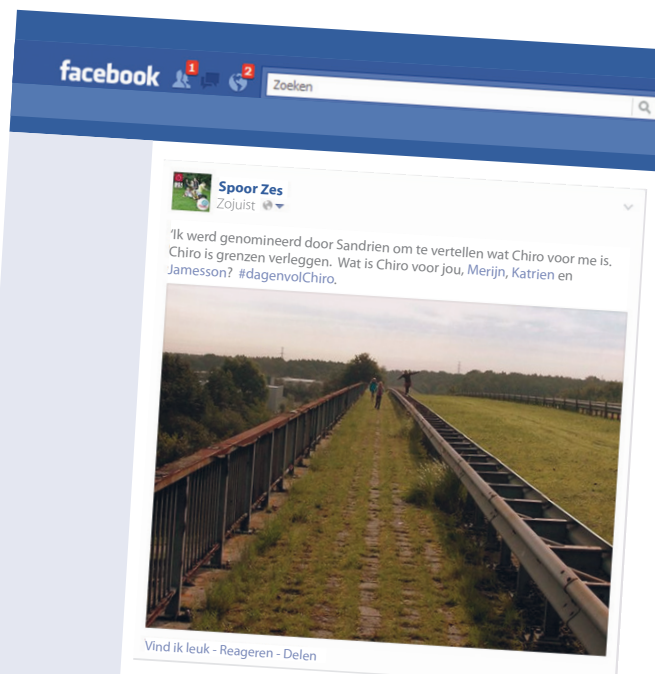 facebook 1 2 Zoeken
Spoor Zes
Zojuist
'Ik werd genomineerd door Sandrien om te vertellen wat Chiro voor me is.
Chiro is grenzen verleggen. Wat is Chiro voor jou, Merijn, Katrien en
Jamesson? #dagenvolChiro.
Vind ik leuk - Reageren - Delen